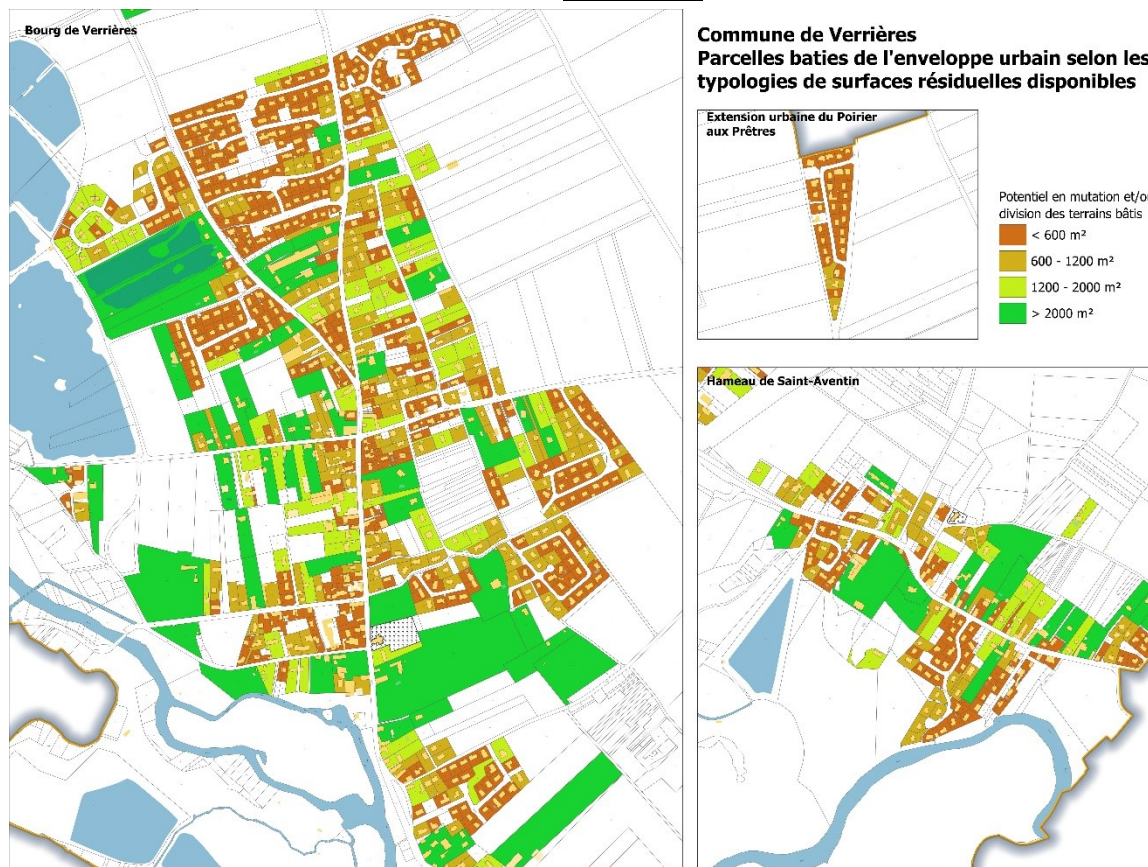 Bourg de Verrières
Commune de Verrières
Parcelles baties de l'enveloppe urbain selon les
typologies de surfaces résiduelles disponibles
Extension urbaine du Poirier
aux Prêtres
Potentiel en mutation et/ou
division des terrains bâtis
< 600 m²
600 - 1200 m²
1200 - 2000 m²
> 2000 m²
Hameau de Saint-Aventin